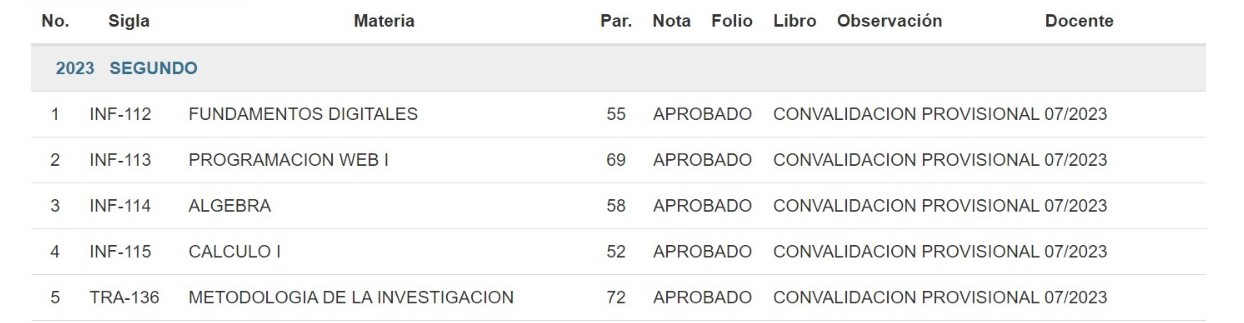 No. Sigla Materia Par. Nota Folio Libro Observación Docente
2023 SEGUNDO
1 INF-112 FUNDAMENTOS DIGITALES 55 APROBADO CONVALIDACION PROVISIONAL 07/2023
2 INF-113 PROGRAMACION WEB I 69 APROBADO CONVALIDACION PROVISIONAL 07/2023
3 INF-114 ALGEBRA 58 APROBADO CONVALIDACION PROVISIONAL 07/2023
4 INF-115 CALCULO I 52 APROBADO CONVALIDACION PROVISIONAL 07/2023
5 TRA-136 METODOLOGIA DE LA INVESTIGACION 72 APROBADO CONVALIDACION PROVISIONAL 07/2023